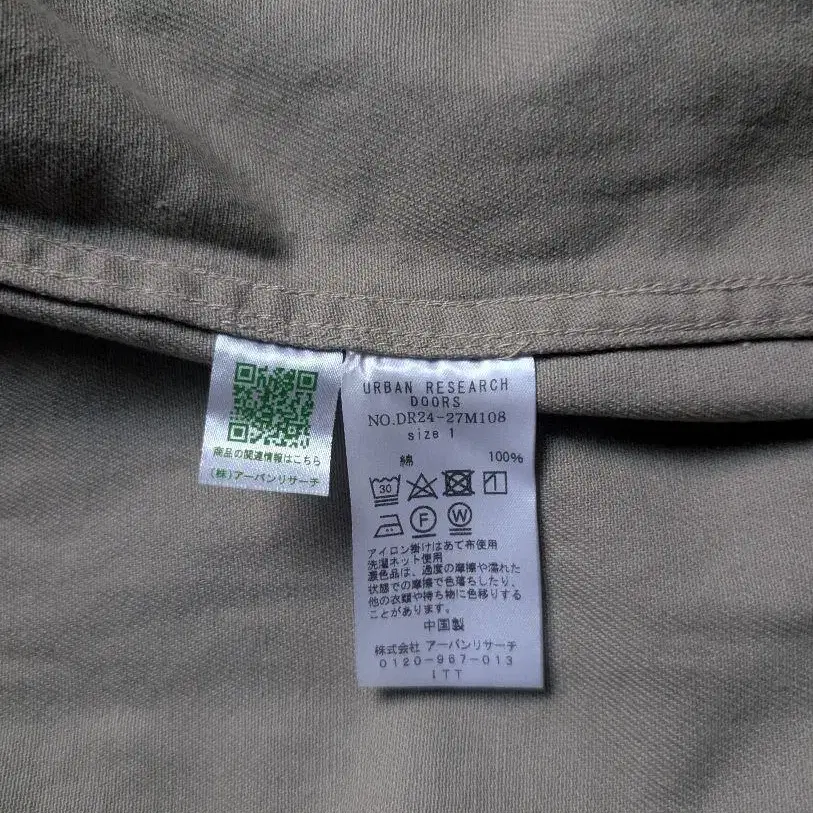 商品の関連情報はこちら
(株)アーバンリサーチ
URBAN RESEARCH
DOORS
NO.DR24-27M108
size 1
綿 100%
30
F W
アイロン掛けはあて布使用
洗濯ネット使用
濃色品は、過度の摩擦や濡れた
状態での摩擦で色落ちしたり、
他の衣類や持ち物に色移りする
ことがあります。
中国製
株式会社 アーバンリサーチ
0120-967-013
ITT